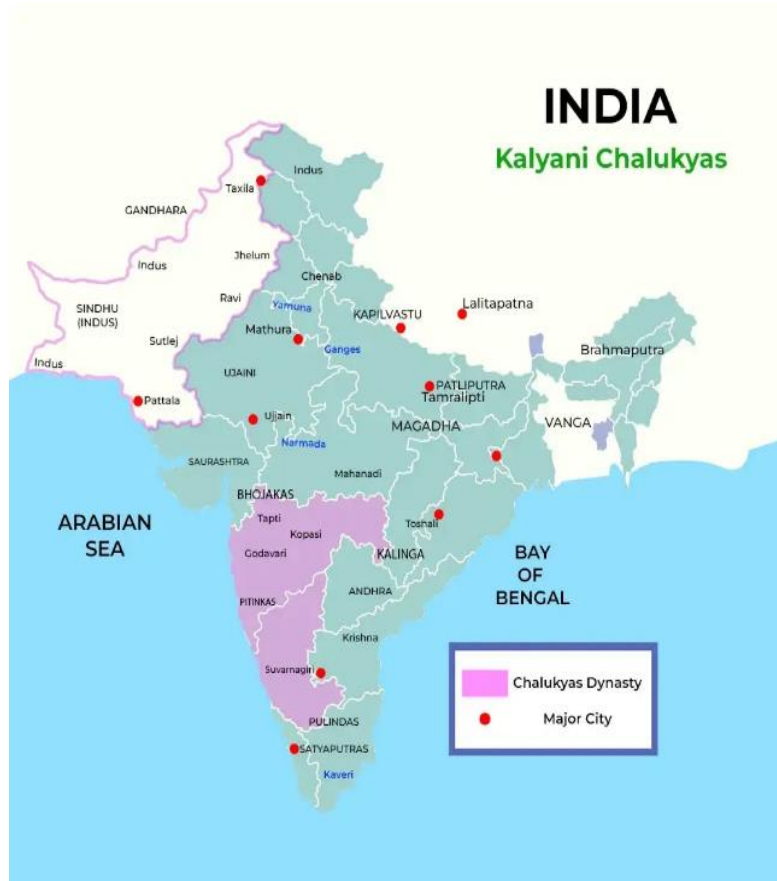 INDIA
Kalyani Chalukyas
Indus
Taxila
GANDHARA
Jhelum
Indus
Chenab
Ravi
Yamuna
KAPILVASTU
Lalitapatna
SINDHU
(INDUS)
Mathura
Sutlej
Ganges
Brahmaputra
Indus
UJAINI
PATLIPUTRA
Tamralipti
Pattala
Ujjain
MAGADHA
VANGA
Narmada
SAURASHTRA
Mahanadi
BHOJAKAS
ARABIAN
SEA
Tapti
Kopasi
Toshali
Godavari
KALINGA
BAY
OF
BENGAL
ANDHRA
PITINKAS
Krishna
Suvarnagiri
Chalukyas Dynasty
Major City
PULINDAS
SATYAPUTRAS
Kaveri